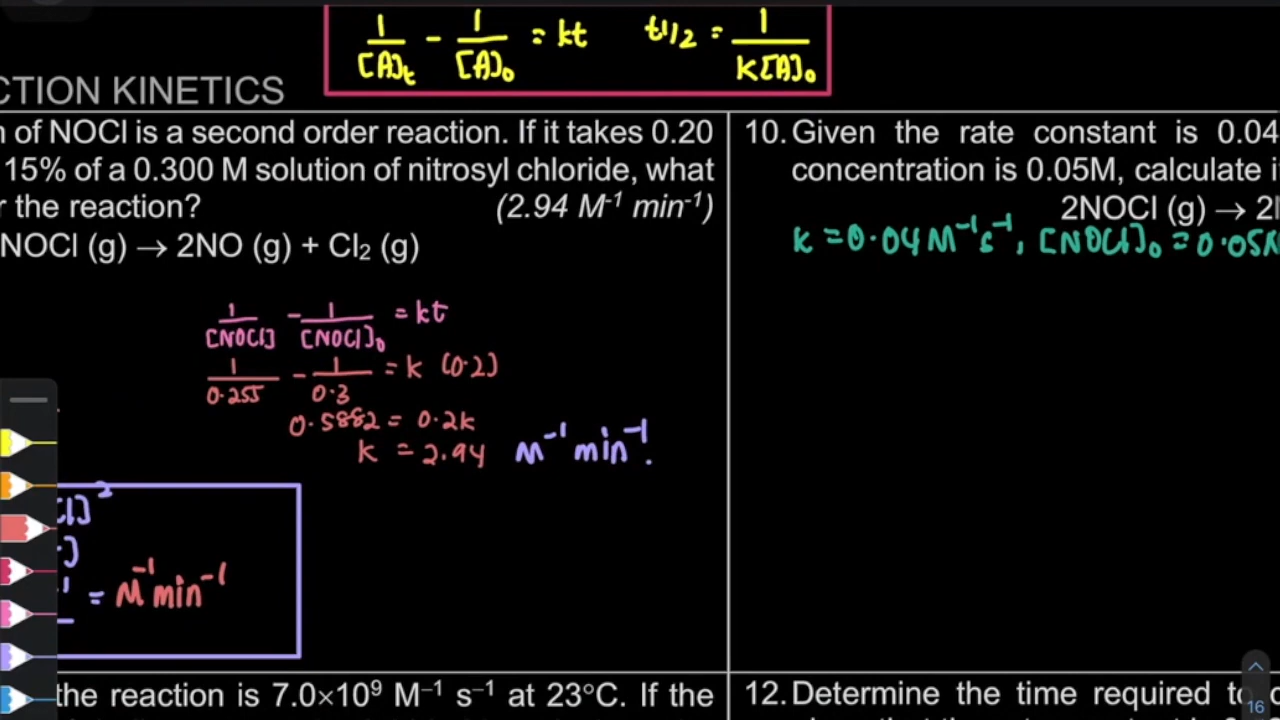 1/[A]t - 1/[A]0 = kt t1/2 = 1/K[A]0
CTION KINETICS
n of NOCl is a second order reaction. If it takes 0.20
15% of a 0.300 M solution of nitrosyl chloride, what
r the reaction? (2.94 M-1 min-1)
NOCl (g) → 2NO (g) + Cl2 (g)
1/[NOCl] - 1/[NOCl]0 = kt
1/0.255 - 1/0.3 = k (0.2)
0.5882 = 0.2k
k = 2.94 M-1 min-1.
Cl]2
= M-1 min-1
the reaction is 7.0×10⁹ M–1 s–1 at 23°C. If the
10. Given the rate constant is 0.04
concentration is 0.05M, calculate i
2NOCl (g) → 2
k = 0.04 M-1 s-1, [NOCl]0 = 0.05
12. Determine the time required to
16